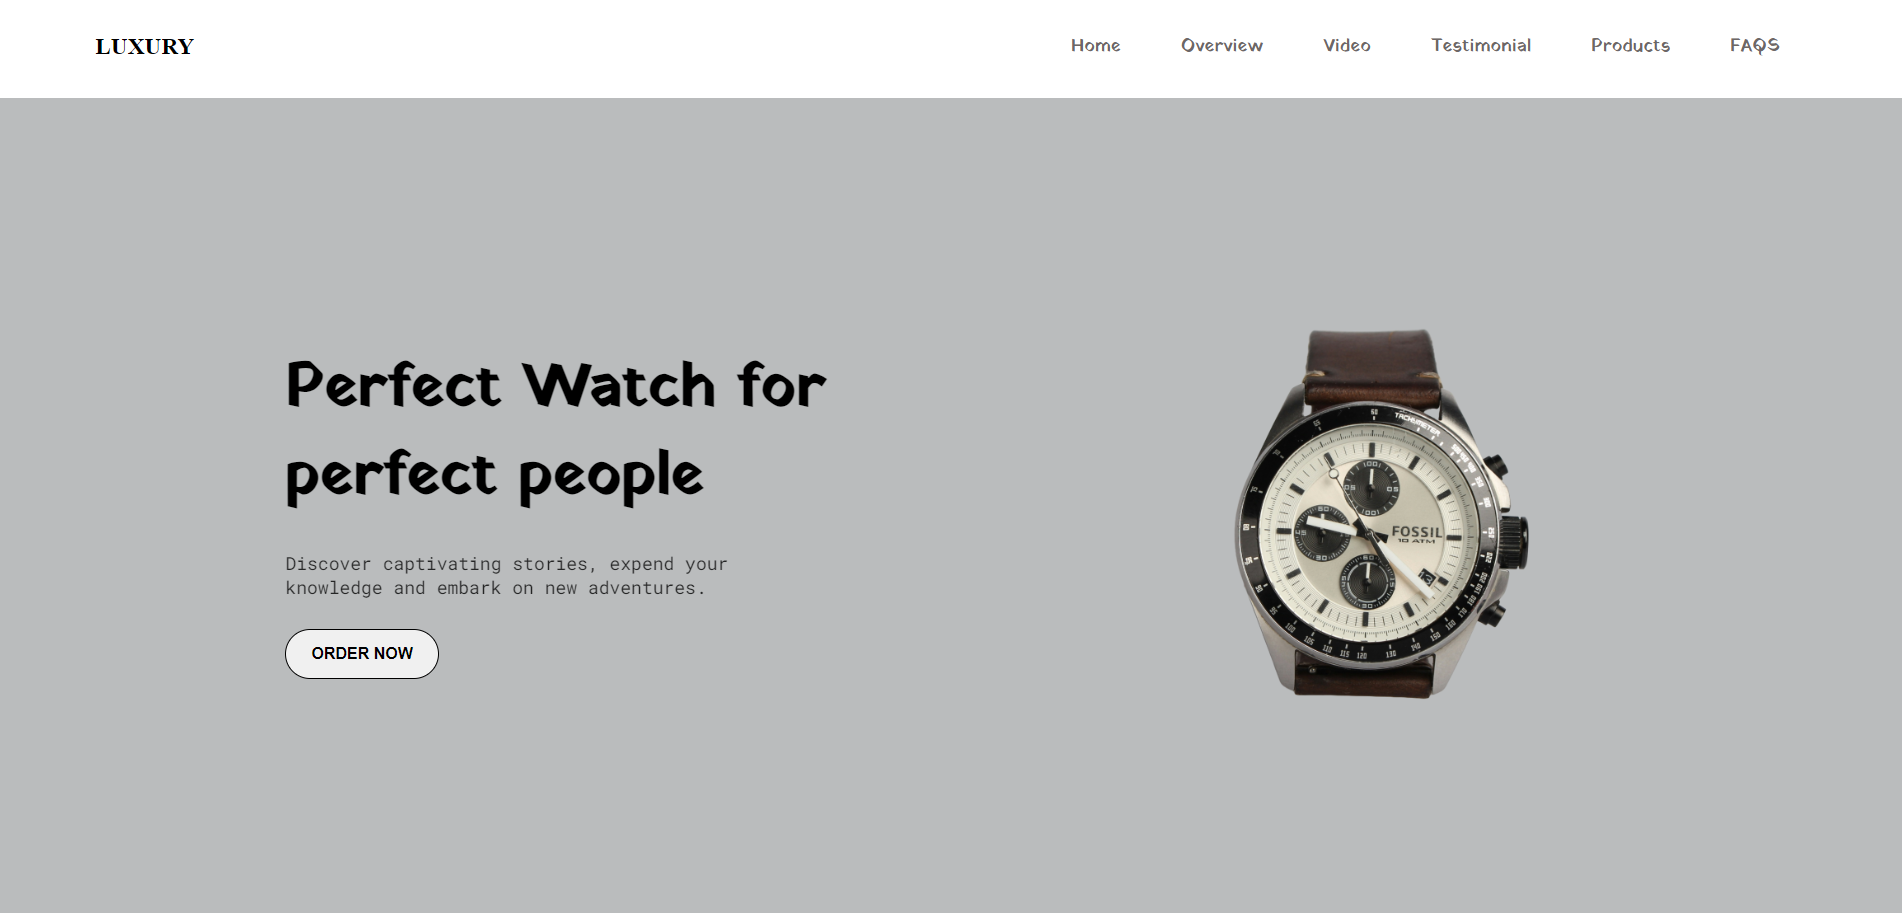 LUXURY
Home Overview Video Testimonial Products FAQS
Perfect Watch for
perfect people
Discover captivating stories, expend your
knowledge and embark on new adventures.
ORDER NOW
TACHYMETER
FOSSIL
10 ATM